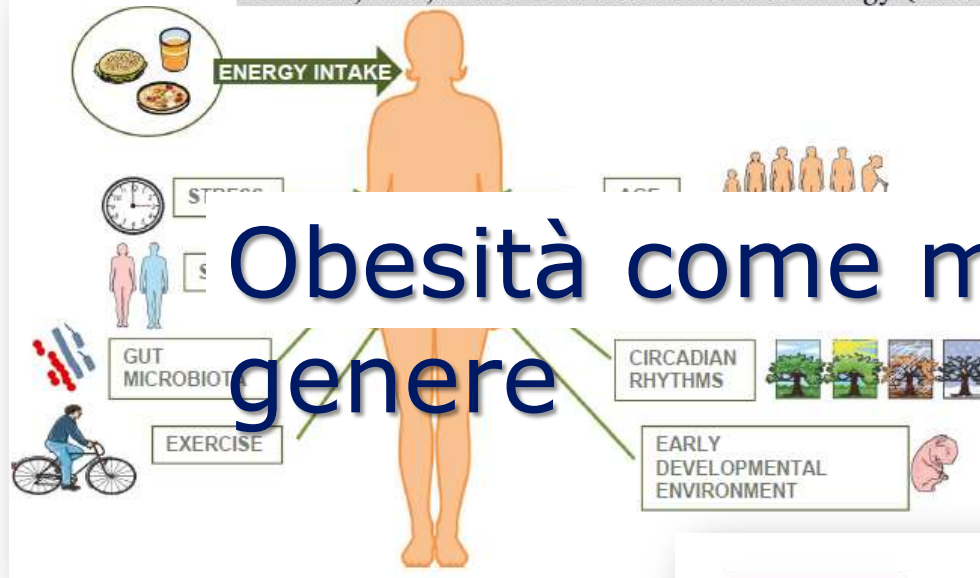 ENERGY INTAKE
Obesità come
genere
GUT
MICROBIOTA
CIRCADIAN
RHYTHMS
EXERCISE
EARLY
DEVELOPMENTAL
ENVIRONMENT